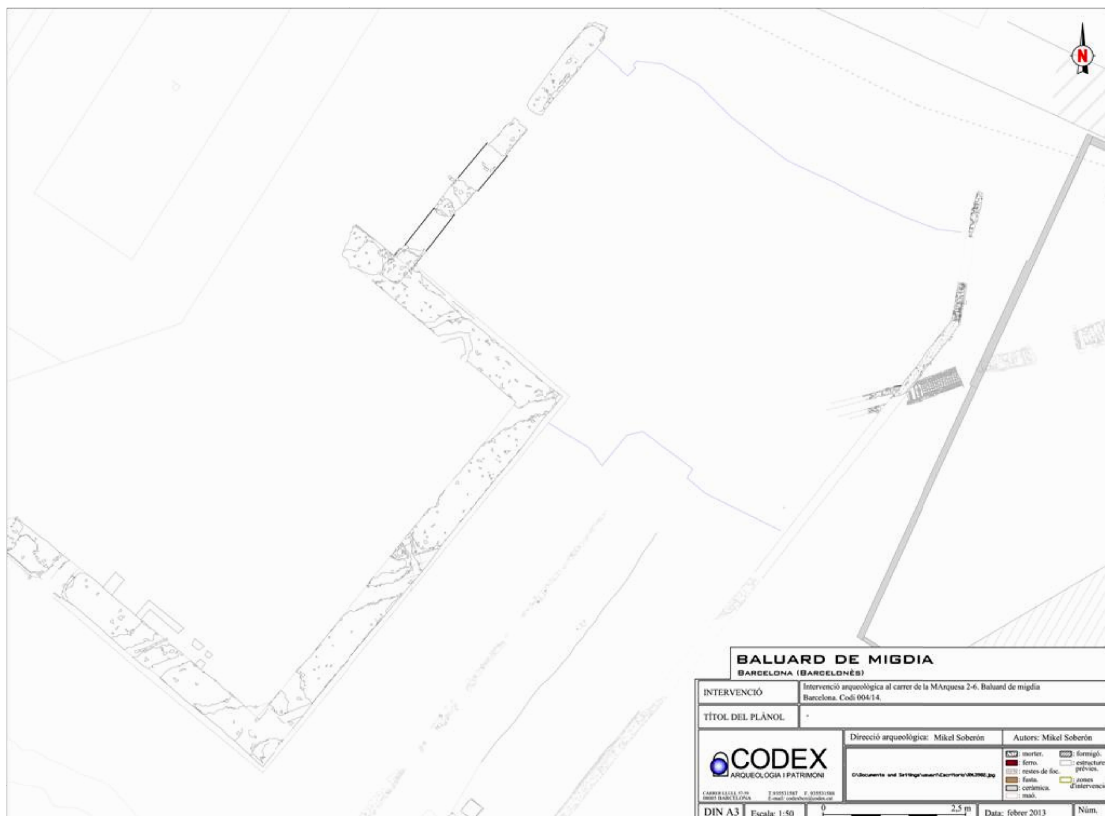 N
BALUARD DE MIGDIA
BARCELONA (BARCELONÈS)
INTERVENCIÓ
Intervenció arqueològica al carrer de la MArquesa 2-6. Baluard de migdia
Barcelona. Codi 004/14.
TÍTOL DEL PLÀNOL
-
Direcció arqueològica: Mikel Soberón
Autors: Mikel Soberón
CODEX
ARQUEOLOGIA I PATRIMONI
: morter.
: ferro.
: restes de foc.
: fusta.
: ceràmica.
: maó.
: formigó.
: estructures
prèvies.
: zones
d'intervenció
DIN A3
Escala: 1:50
0
2,5 m
Data: febrer 2013
Núm.